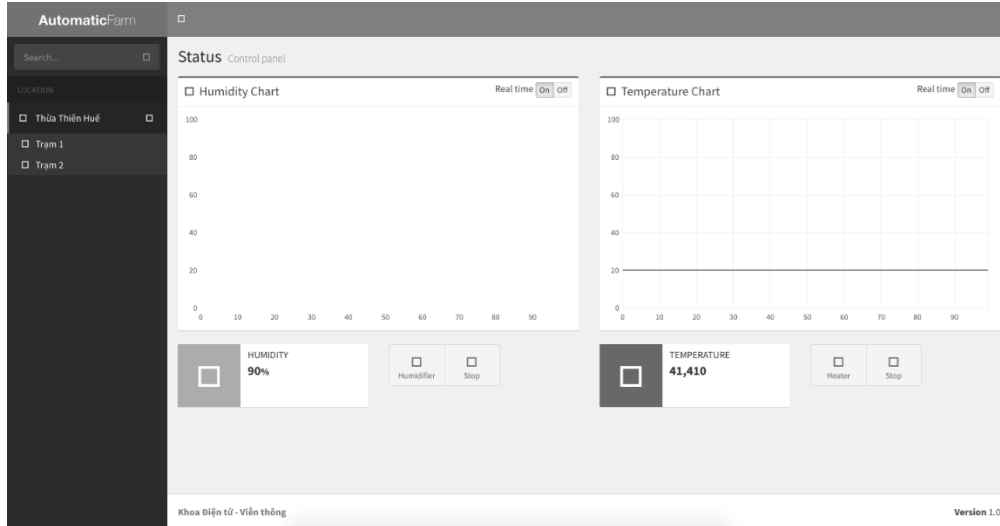 AutomaticFarm
Search...
LOCATION
Thừa Thiên Huế
Trạm 1
Trạm 2
Status Control panel
Humidity Chart Real time On Off
100
80
60
40
20
0
0 10 20 30 40 50 60 70 80 90
HUMIDITY
90%
Humidifier Stop
Temperature Chart Real time On Off
100
80
60
40
20
0
0 10 20 30 40 50 60 70 80 90
TEMPERATURE
41,410
Heater Stop
Khoa Điện tử - Viễn thông Version 1.0